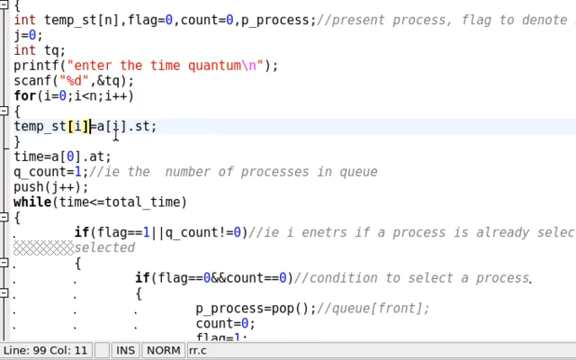 {
int temp_st[n],flag=0,count=0,p_process;//present process, flag to denote
j=0;
int tq;
printf("enter the time quantum\n");
scanf("%d",&tq);
for(i=0;i<n;i++)
{
temp_st[i]=a[i].st;
}
time=a[0].at;
q_count=1;//ie the  number of processes in queue
push(j++);
while(time<=total_time)
{
if(flag==1||q_count!=0)//ie i enetrs if a process is already selec
selected
{
if(flag==0&&count==0)//condition to select a process.
{
p_process=pop();//queue[front];
count=0;
flag=1;
Line: 99 Col: 11 INS NORM rr.c